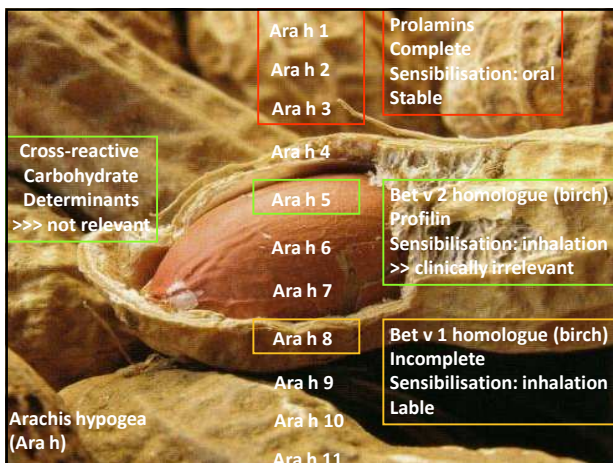 Ara h 1
Ara h 2
Ara h 3
Prolamins
Complete
Sensibilisation: oral
Stable
Cross-reactive
Carbohydrate
Determinants
>>> not relevant
Ara h 4
Ara h 5
Bet v 2 homologue (birch)
Profilin
Sensibilisation: inhalation
>> clinically irrelevant
Ara h 6
Ara h 7
Ara h 8
Bet v 1 homologue (birch)
Incomplete
Sensibilisation: inhalation
Lable
Ara h 9
Ara h 10
Ara h 11
Arachis hypogea
(Ara h)